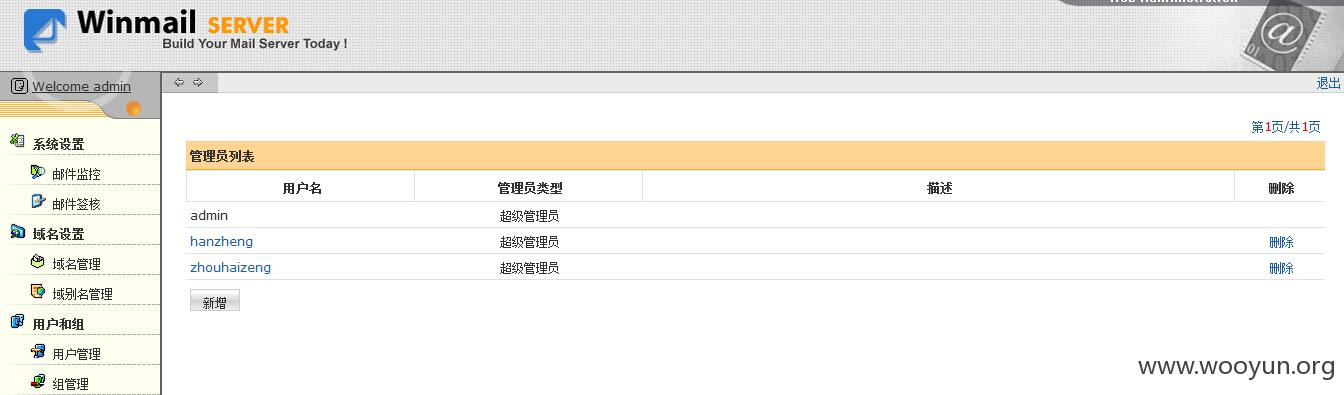 Winmail SERVER
Build Your Mail Server Today !
Welcome admin
退出
系统设置
邮件监控
邮件签核
域名设置
域名管理
域别名管理
用户和组
用户管理
组管理
第1页/共1页
管理员列表
用户名 管理员类型 描述 删除
admin 超级管理员
hanzheng 超级管理员 删除
zhouhaizeng 超级管理员 删除
新增
www.wooyun.org